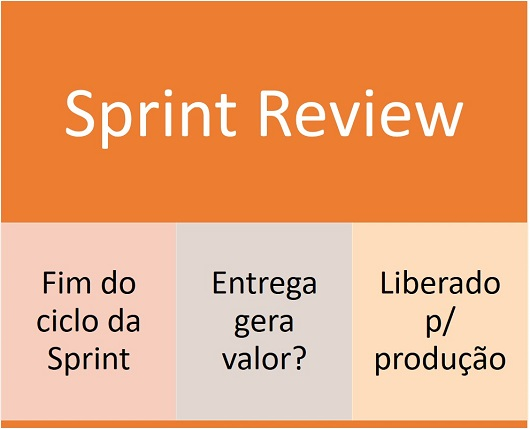 Sprint Review
Fim do
ciclo da
Sprint
Entrega
gera
valor?
Liberado
p/
produção